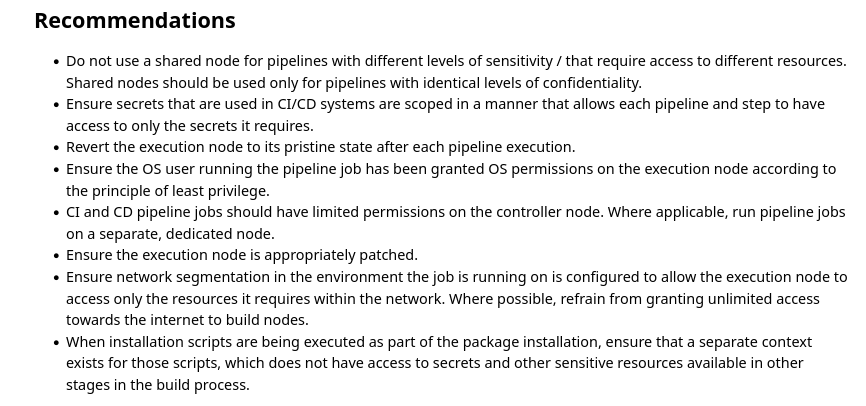 Recommendations
• Do not use a shared node for pipelines with different levels of sensitivity / that require access to different resources.
Shared nodes should be used only for pipelines with identical levels of confidentiality.
• Ensure secrets that are used in CI/CD systems are scoped in a manner that allows each pipeline and step to have
access to only the secrets it requires.
• Revert the execution node to its pristine state after each pipeline execution.
• Ensure the OS user running the pipeline job has been granted OS permissions on the execution node according to
the principle of least privilege.
• CI and CD pipeline jobs should have limited permissions on the controller node. Where applicable, run pipeline jobs
on a separate, dedicated node.
• Ensure the execution node is appropriately patched.
• Ensure network segmentation in the environment the job is running on is configured to allow the execution node to
access only the resources it requires within the network. Where possible, refrain from granting unlimited access
towards the internet to build nodes.
• When installation scripts are being executed as part of the package installation, ensure that a separate context
exists for those scripts, which does not have access to secrets and other sensitive resources available in other
stages in the build process.